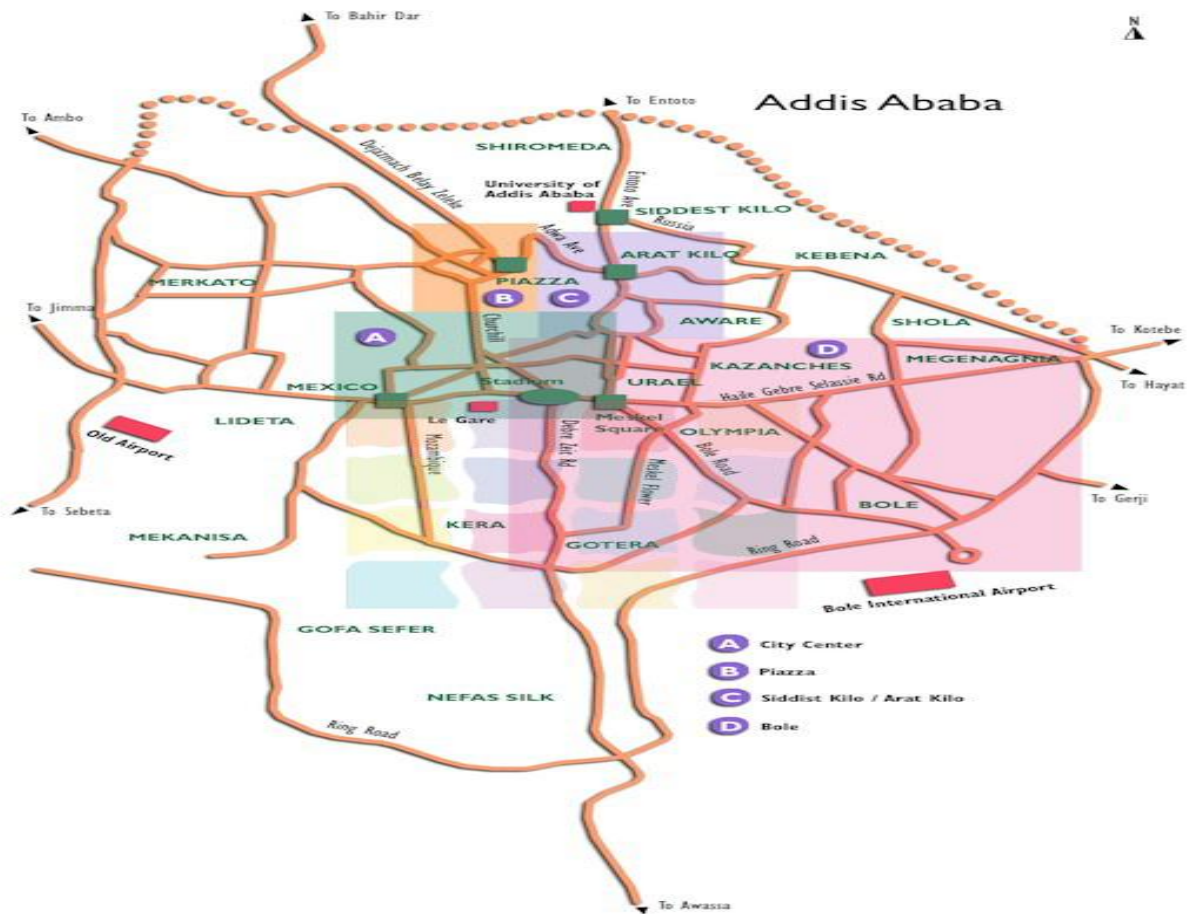 To Bahir Dar
N
Addis Ababa
To Entoto
To Ambo
SHIROMEDA
Dejazmach Belay Zeleke
University of
Addis Ababa
Entoto Ave
SIDDEST KILO
Russia
Adwa Ave
ARAT KILO
KEBENA
MERKATO
PIAZZA
B
C
To Jimma
Churchill
A
AWARE
SHOLA
To Kotebe
D
KAZANCHES
MEGENAGNIA
To Hayat
MEXICO
Stadium
URAEL
Haile Gebre Selassie Rd
LIDETA
Le Gare
Meskel
Square
OLYMPIA
Old Airport
Mozambique
Debre Zeit Rd
Meskel Flower
Bole Road
To Gerji
To Sebeta
BOLE
MEKANISA
KERA
GOTERA
Ring Road
Bole International Airport
GOFA SEFER
A City Center
B Piazza
C Siddist Kilo / Arat Kilo
D Bole
NEFAS SILK
Ring Road
To Awassa